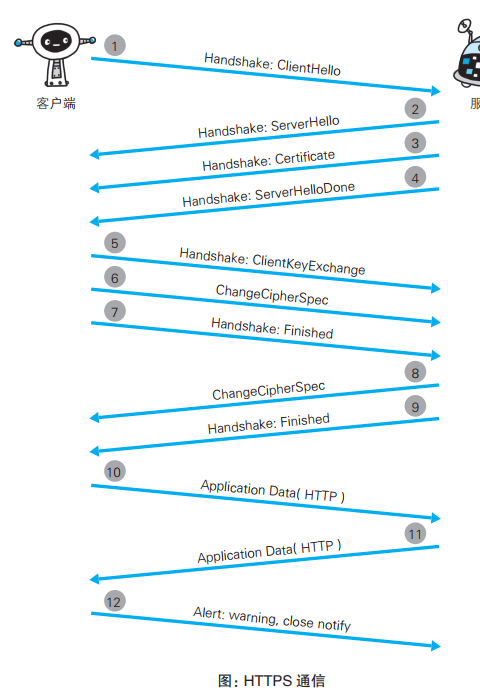 1
Handshake: ClientHello
客户端
服
2
Handshake: ServerHello
3
Handshake: Certificate
4
Handshake: ServerHelloDone
5
Handshake: ClientKeyExchange
6
ChangeCipherSpec
7
Handshake: Finished
8
ChangeCipherSpec
9
Handshake: Finished
10
Application Data( HTTP )
11
Application Data( HTTP )
12
Alert: warning, close notify
图：HTTPS 通信